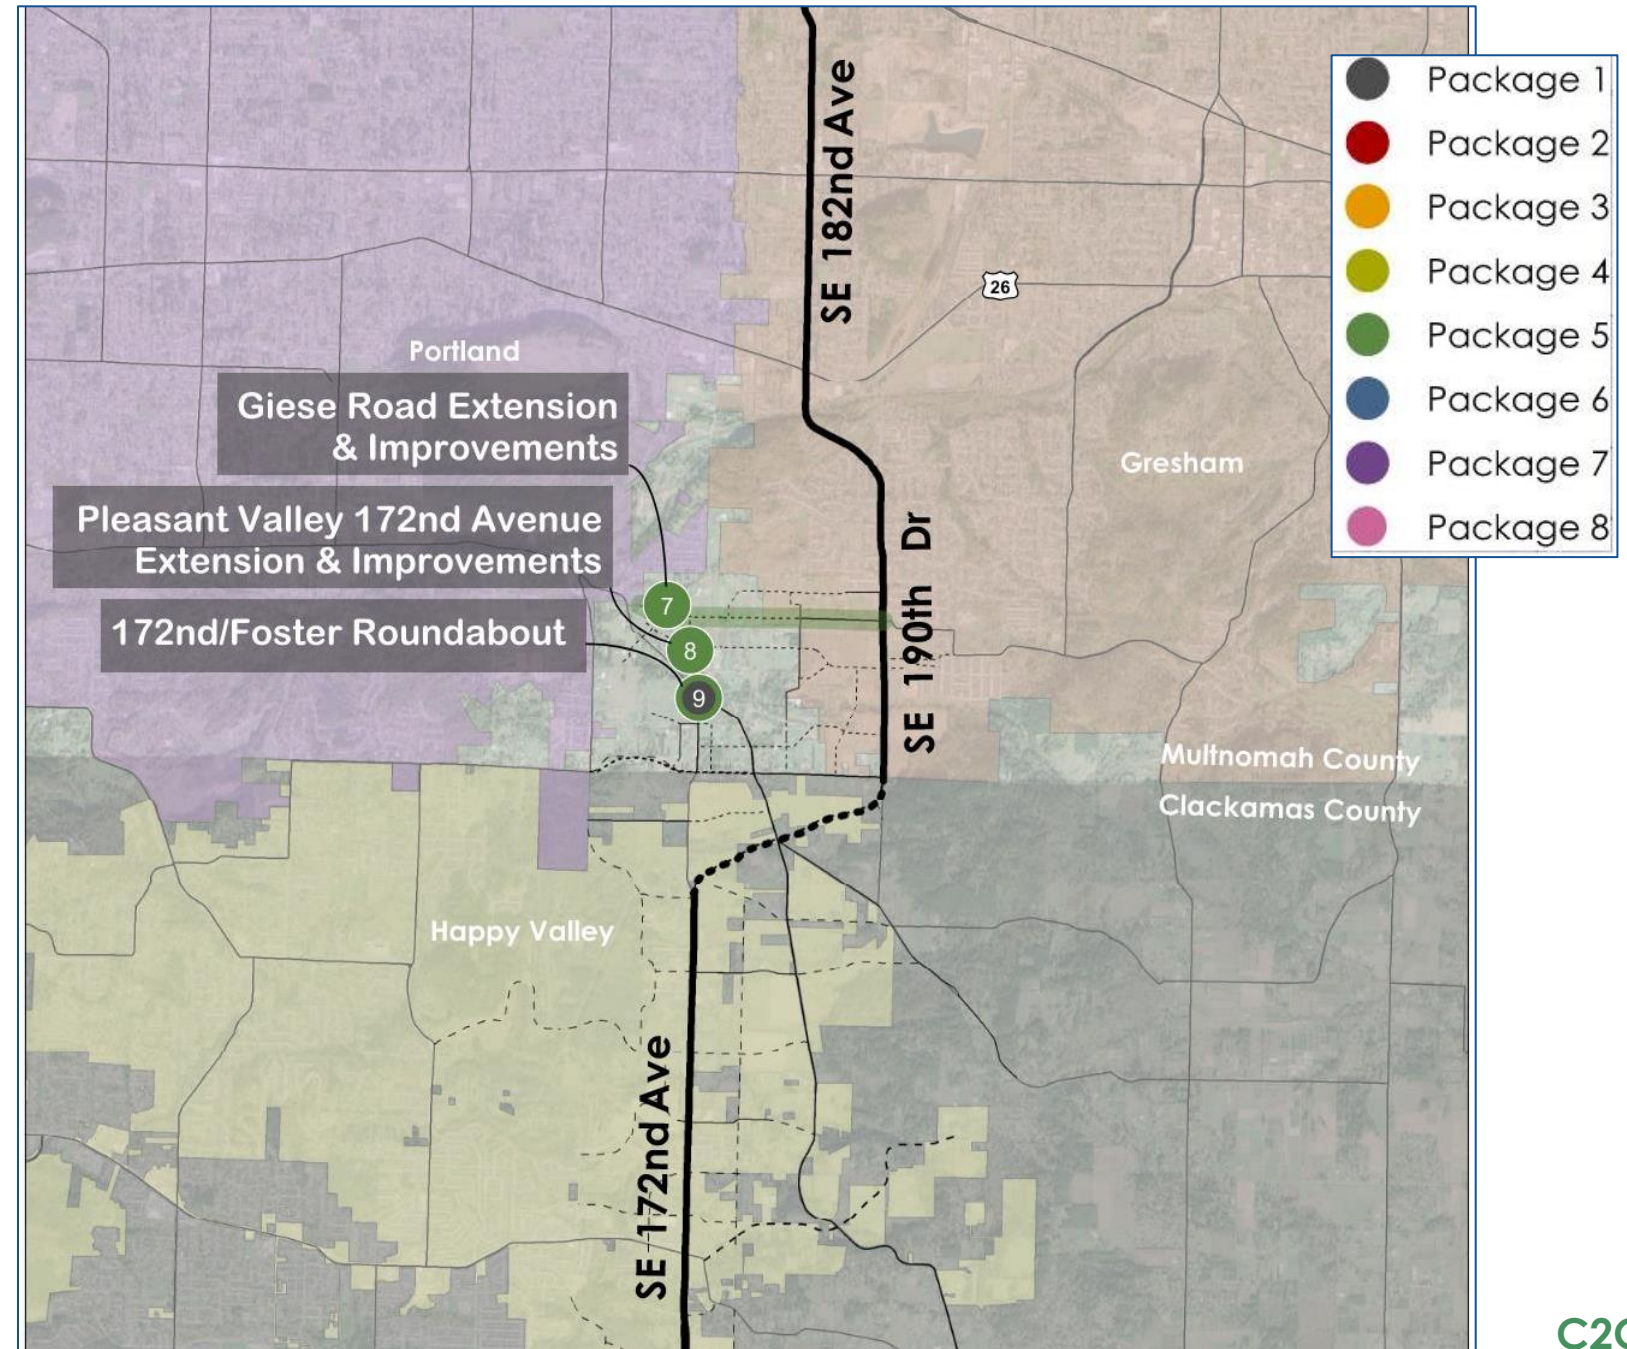 SE 182nd Ave
26
Portland
Giese Road Extension
& Improvements
Gresham
Pleasant Valley 172nd Avenue
Extension & Improvements
172nd/Foster Roundabout
7
8
9
SE 190th Dr
Multnomah County
Clackamas County
Happy Valley
SE 172nd Ave
Package 1
Package 2
Package 3
Package 4
Package 5
Package 6
Package 7
Package 8